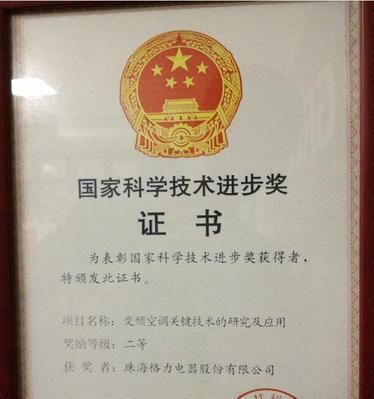 国家科学技术进步奖
证书
为表彰国家科学技术进步奖获得者，
特颁发此证书。
项目名称：变频空调关键技术的研究及应用
奖励等级：二等
获奖者：珠海格力电器股份有限公司